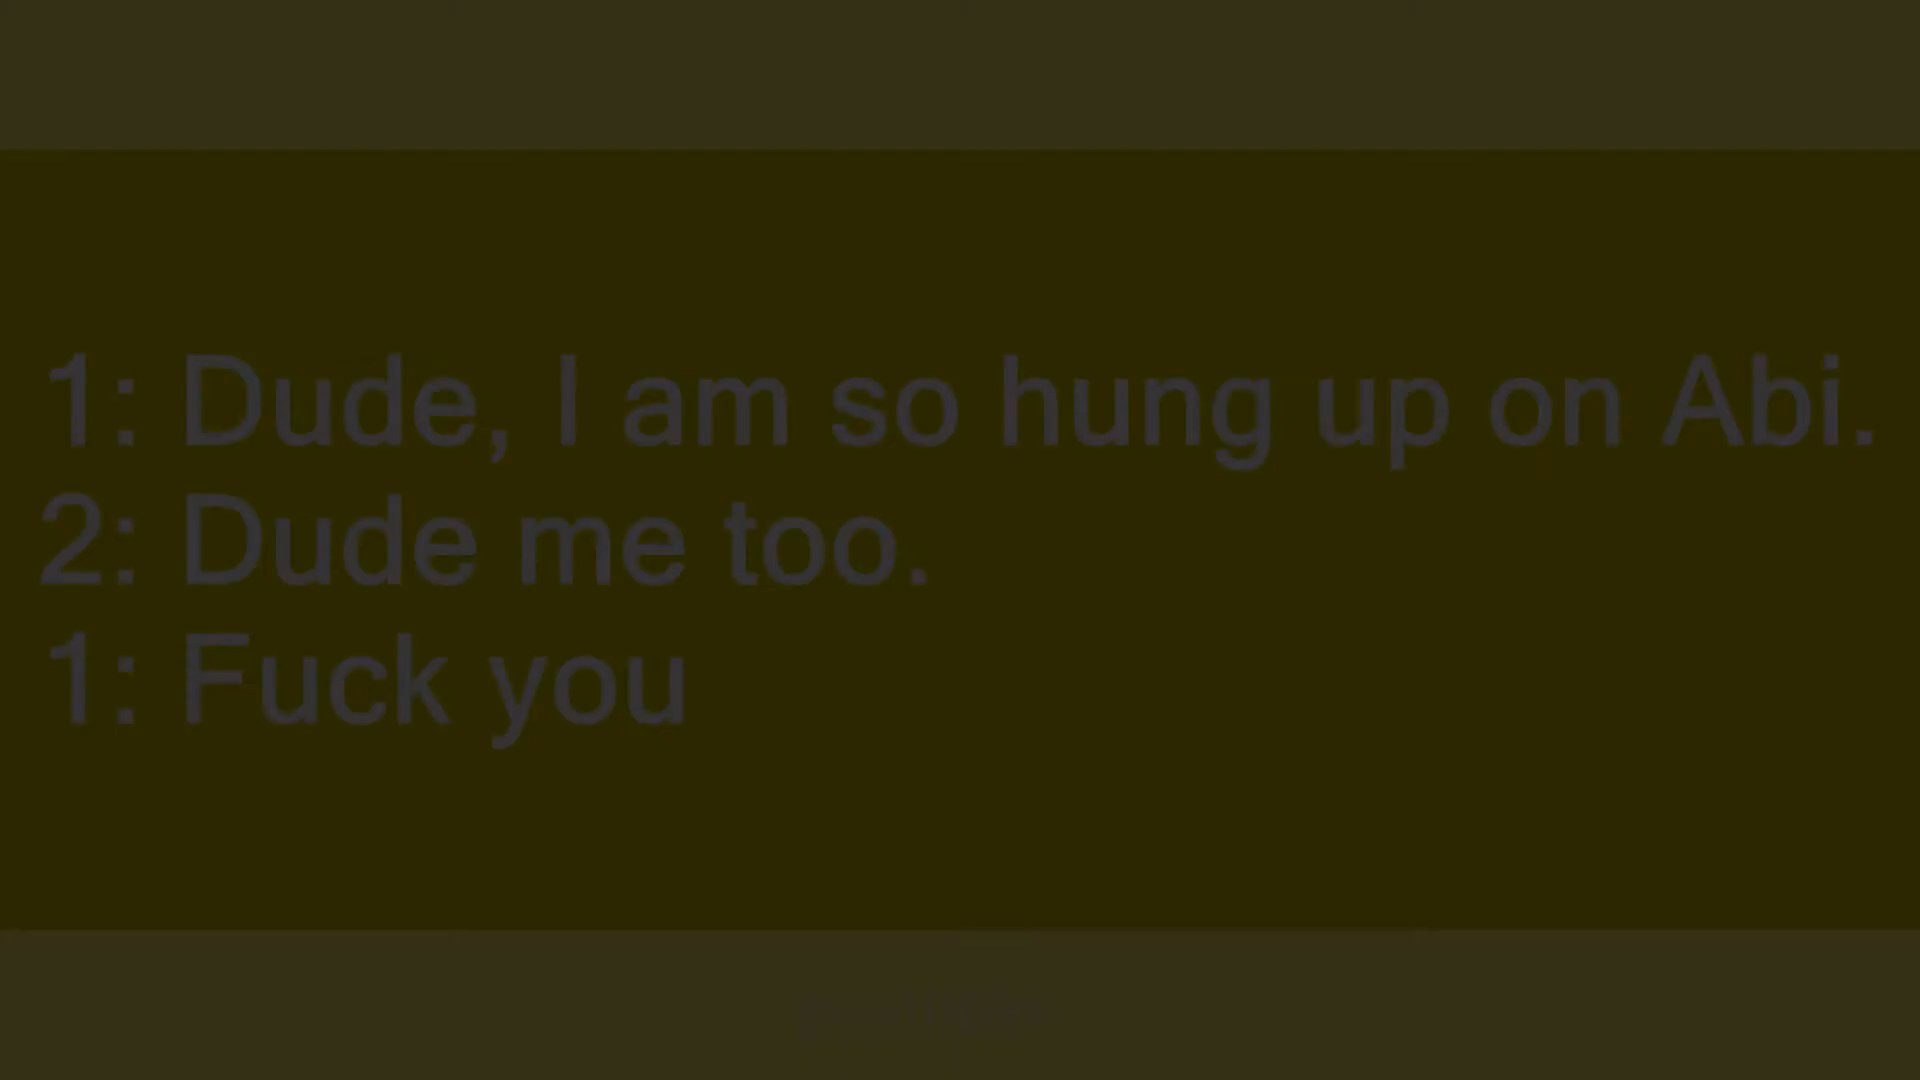 1: Dude, I am so hung up on Abi.
2: Dude me too.
1: Fuck you